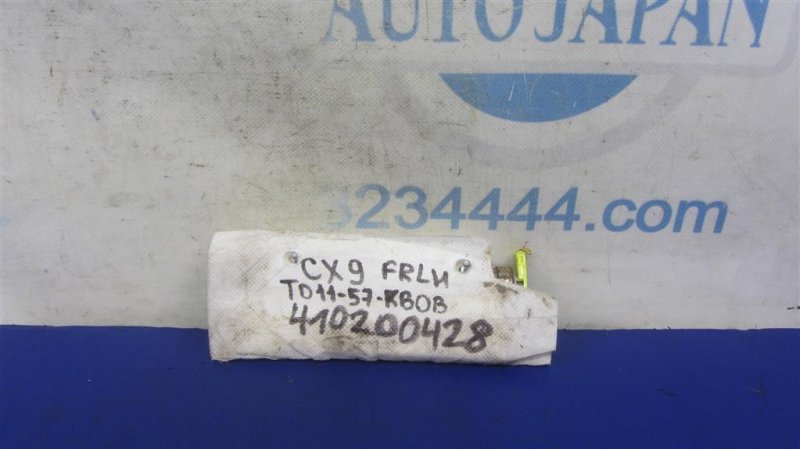 AUTOJAPAN
3234444.com
CX9 FRLH
TD11-57-KB0B
410200428